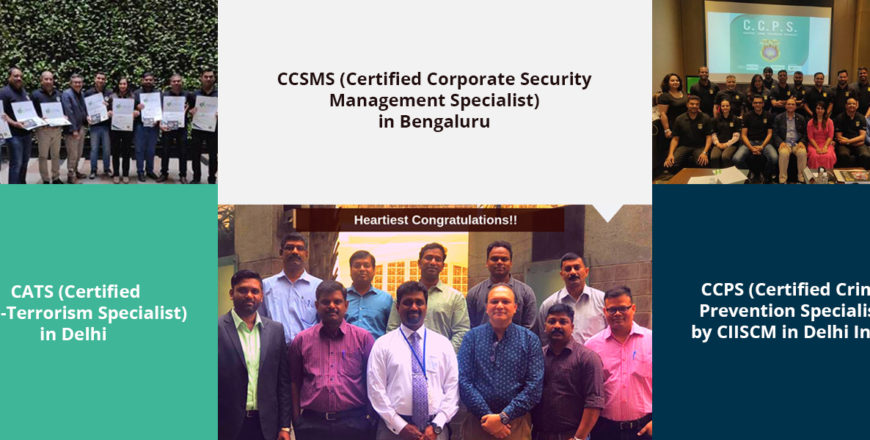 CCSMS (Certified Corporate Security
Management Specialist)
in Bengaluru
C.C.P.S.
Heartiest Congratulations!!
CATS (Certified
-Terrorism Specialist)
in Delhi
CCPS (Certified Crim
Prevention Specialis
by CIISCM in Delhi In